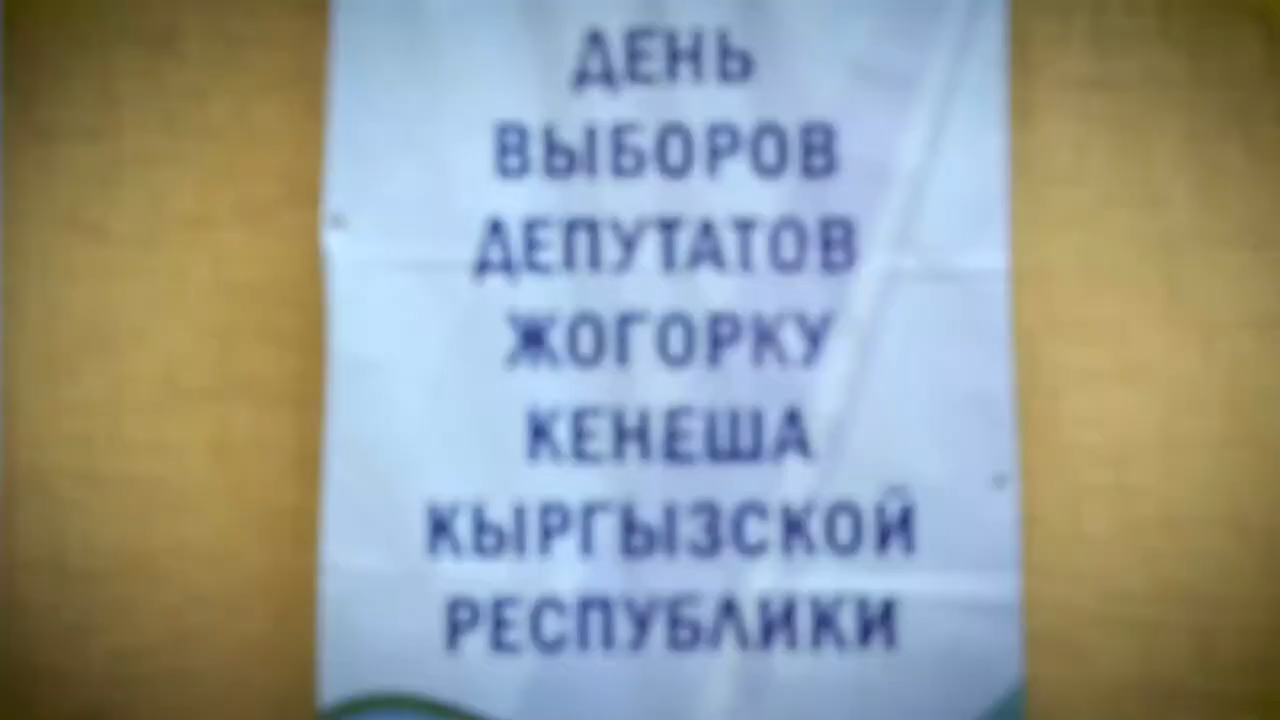 ДЕНЬ
ВЫБОРОВ
ДЕПУТАТОВ
ЖОГОРКУ
КЕНЕША
КЫРГЫЗСКОЙ
РЕСПУБЛИКИ